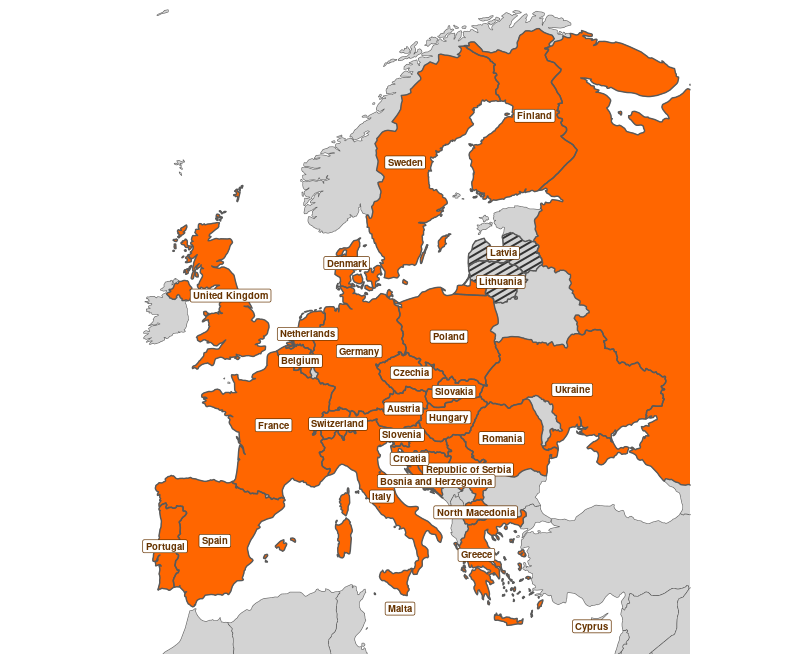 Finland
Sweden
Latvia
Denmark
Lithuania
United Kingdom
Netherlands
Poland
Germany
Belgium
Czechia
Ukraine
Slovakia
Austria
Hungary
France
Switzerland
Slovenia
Romania
Croatia
Republic of Serbia
Bosnia and Herzegovina
Italy
North Macedonia
Spain
Portugal
Greece
Malta
Cyprus